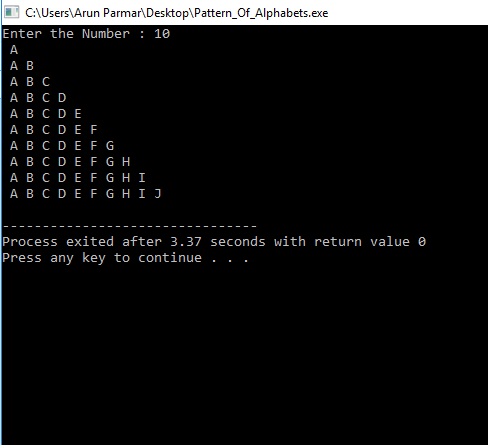 C:\Users\Arun Parmar\Desktop\Pattern_Of_Alphabets.exe
Enter the Number : 10
A
A B
A B C
A B C D
A B C D E
A B C D E F
A B C D E F G
A B C D E F G H
A B C D E F G H I
A B C D E F G H I J
--------------------------------
Process exited after 3.37 seconds with return value 0
Press any key to continue . . .